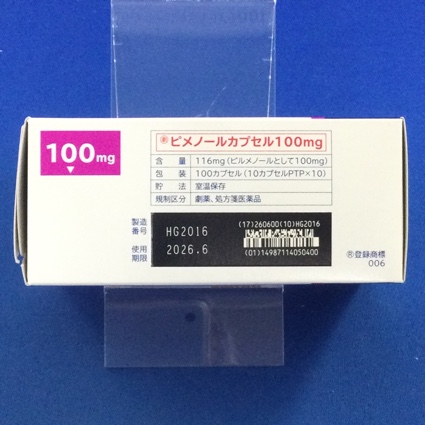 100mg
®ピメノールカプセル100mg
含 量 116mg(ピルメノールとして100mg)
包 装 100カプセル(10カプセルPTP×10)
貯 法 室温保存
規制区分 劇薬、処方箋医薬品
製造番号 HG2016
使用期限 2026.6
(17)260600(10)HG2016
(01)14987114050400
®登録商標
006